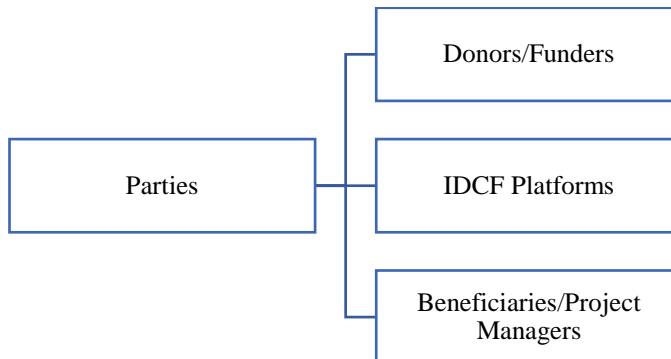 Donors/Funders
Parties
IDCF Platforms
Beneficiaries/Project
Managers